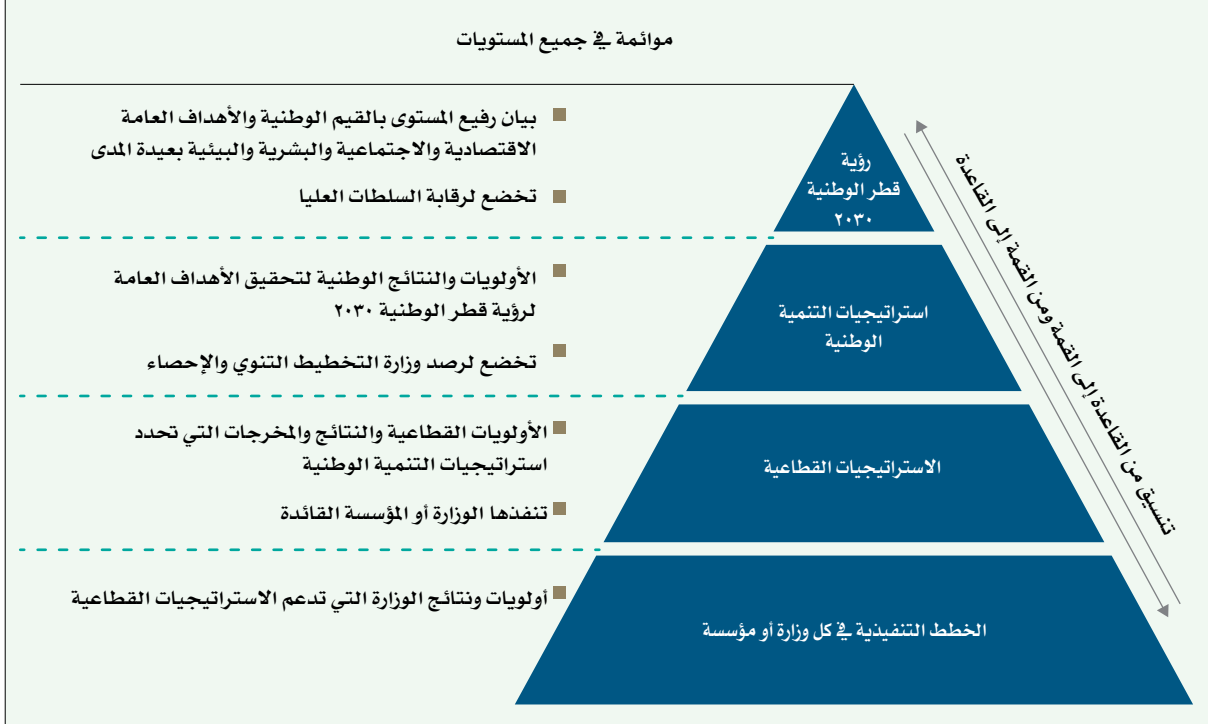 موائمة في جميع المستويات
رؤية
قطر الوطنية
٢٠٣٠
بيان رفيع المستوى بالقيم الوطنية والأهداف العامة
الاقتصادية والاجتماعية والبشرية والبيئية بعيدة المدى
تخضع لرقابة السلطات العليا
استراتيجيات التنمية
الوطنية
الأولويات والنتائج الوطنية لتحقيق الأهداف العامة
لرؤية قطر الوطنية ٢٠٣٠
تخضع لرصد وزارة التخطيط التنوي والإحصاء
الاستراتيجيات القطاعية
الأولويات القطاعية والنتائج والمخرجات التي تحدد
استراتيجيات التنمية الوطنية
تنفذها الوزارة أو المؤسسة القائدة
الخطط التنفيذية في كل وزارة أو مؤسسة
أولويات ونتائج الوزارة التي تدعم الاستراتيجيات القطاعية
تنسيق من القاعدة إلى القمة ومن القمة إلى القاعدة